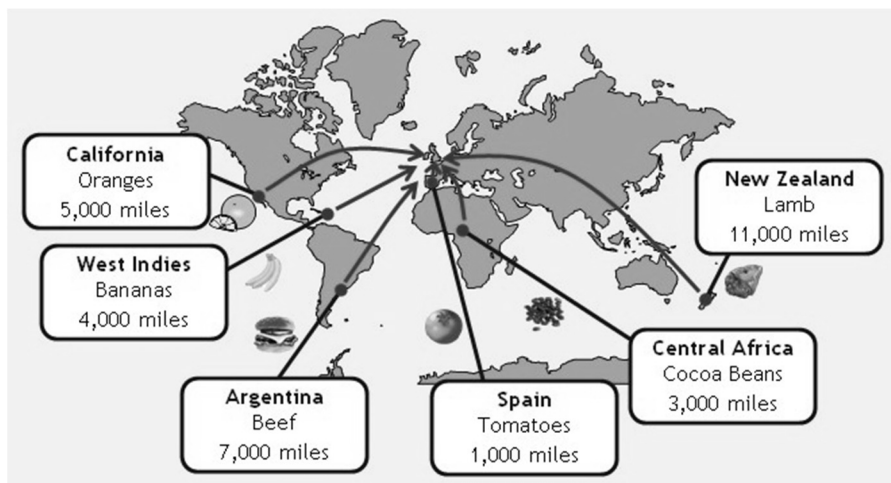 California
Oranges
5,000 miles
West Indies
Bananas
4,000 miles
Argentina
Beef
7,000 miles
Spain
Tomatoes
1,000 miles
Central Africa
Cocoa Beans
3,000 miles
New Zealand
Lamb
11,000 miles